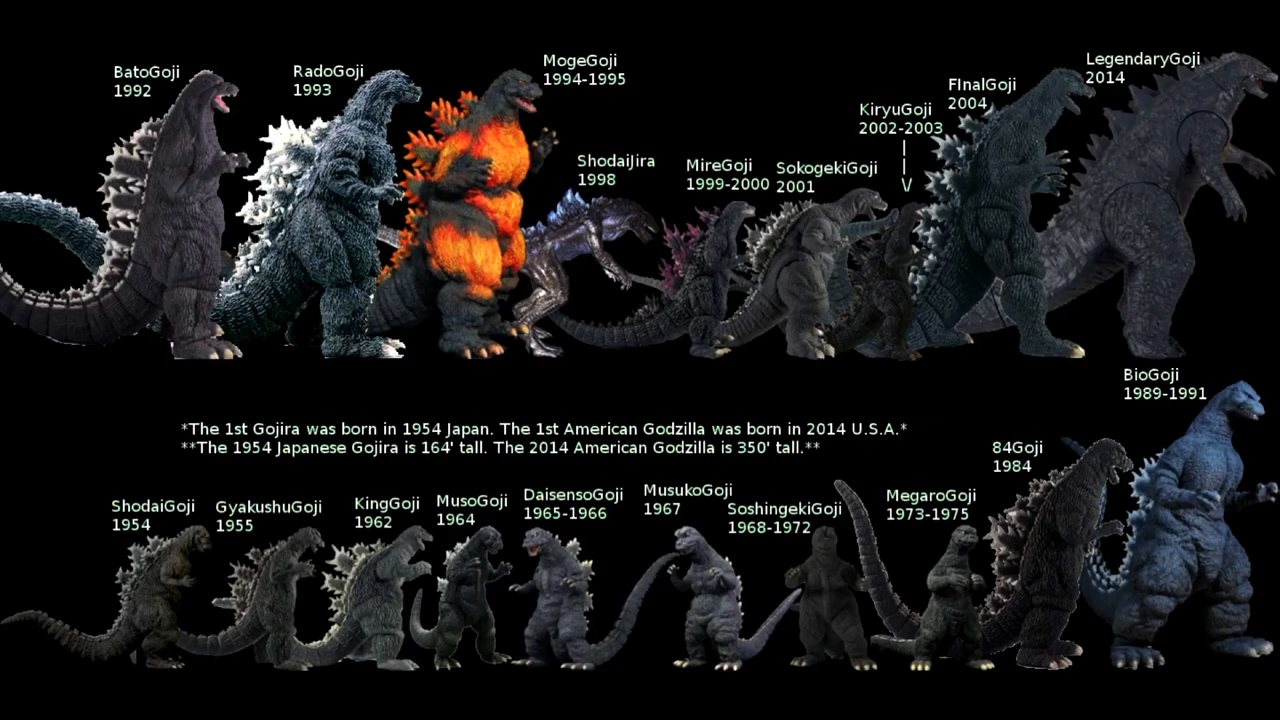 BatoGoji
1992
RadoGoji
1993
MogeGoji
1994-1995
ShodaiJira
1998
MireGoji
1999-2000
SokogekiGoji
2001
KiryuGoji
2002-2003
FInalGoji
2004
LegendaryGoji
2014
*The 1st Gojira was born in 1954 Japan. The 1st American Godzilla was born in 2014 U.S.A.*
**The 1954 Japanese Gojira is 164' tall. The 2014 American Godzilla is 350' tall.**
ShodaiGoji
1954
GyakushuGoji
1955
KingGoji
1962
MusoGoji
1964
DaisensoGoji
1965-1966
MusukoGoji
1967
SoshingekiGoji
1968-1972
MegaroGoji
1973-1975
84Goji
1984
BioGoji
1989-1991